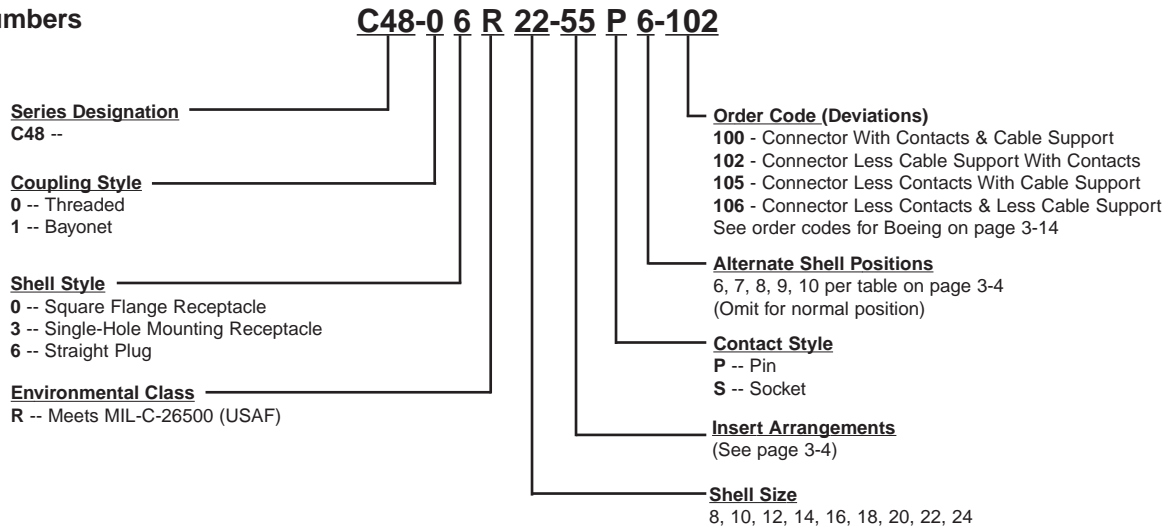 umbers
C48-0 6 R 22-55 P 6-102
Series Designation
C48 --
Coupling Style
0 -- Threaded
1 -- Bayonet
Shell Style
0 -- Square Flange Receptacle
3 -- Single-Hole Mounting Receptacle
6 -- Straight Plug
Environmental Class
R -- Meets MIL-C-26500 (USAF)
Order Code (Deviations)
100 - Connector With Contacts & Cable Support
102 - Connector Less Cable Support With Contacts
105 - Connector Less Contacts With Cable Support
106 - Connector Less Contacts & Less Cable Support
See order codes for Boeing on page 3-14
Alternate Shell Positions
6, 7, 8, 9, 10 per table on page 3-4
(Omit for normal position)
Contact Style
P -- Pin
S -- Socket
Insert Arrangements
(See page 3-4)
Shell Size
8, 10, 12, 14, 16, 18, 20, 22, 24